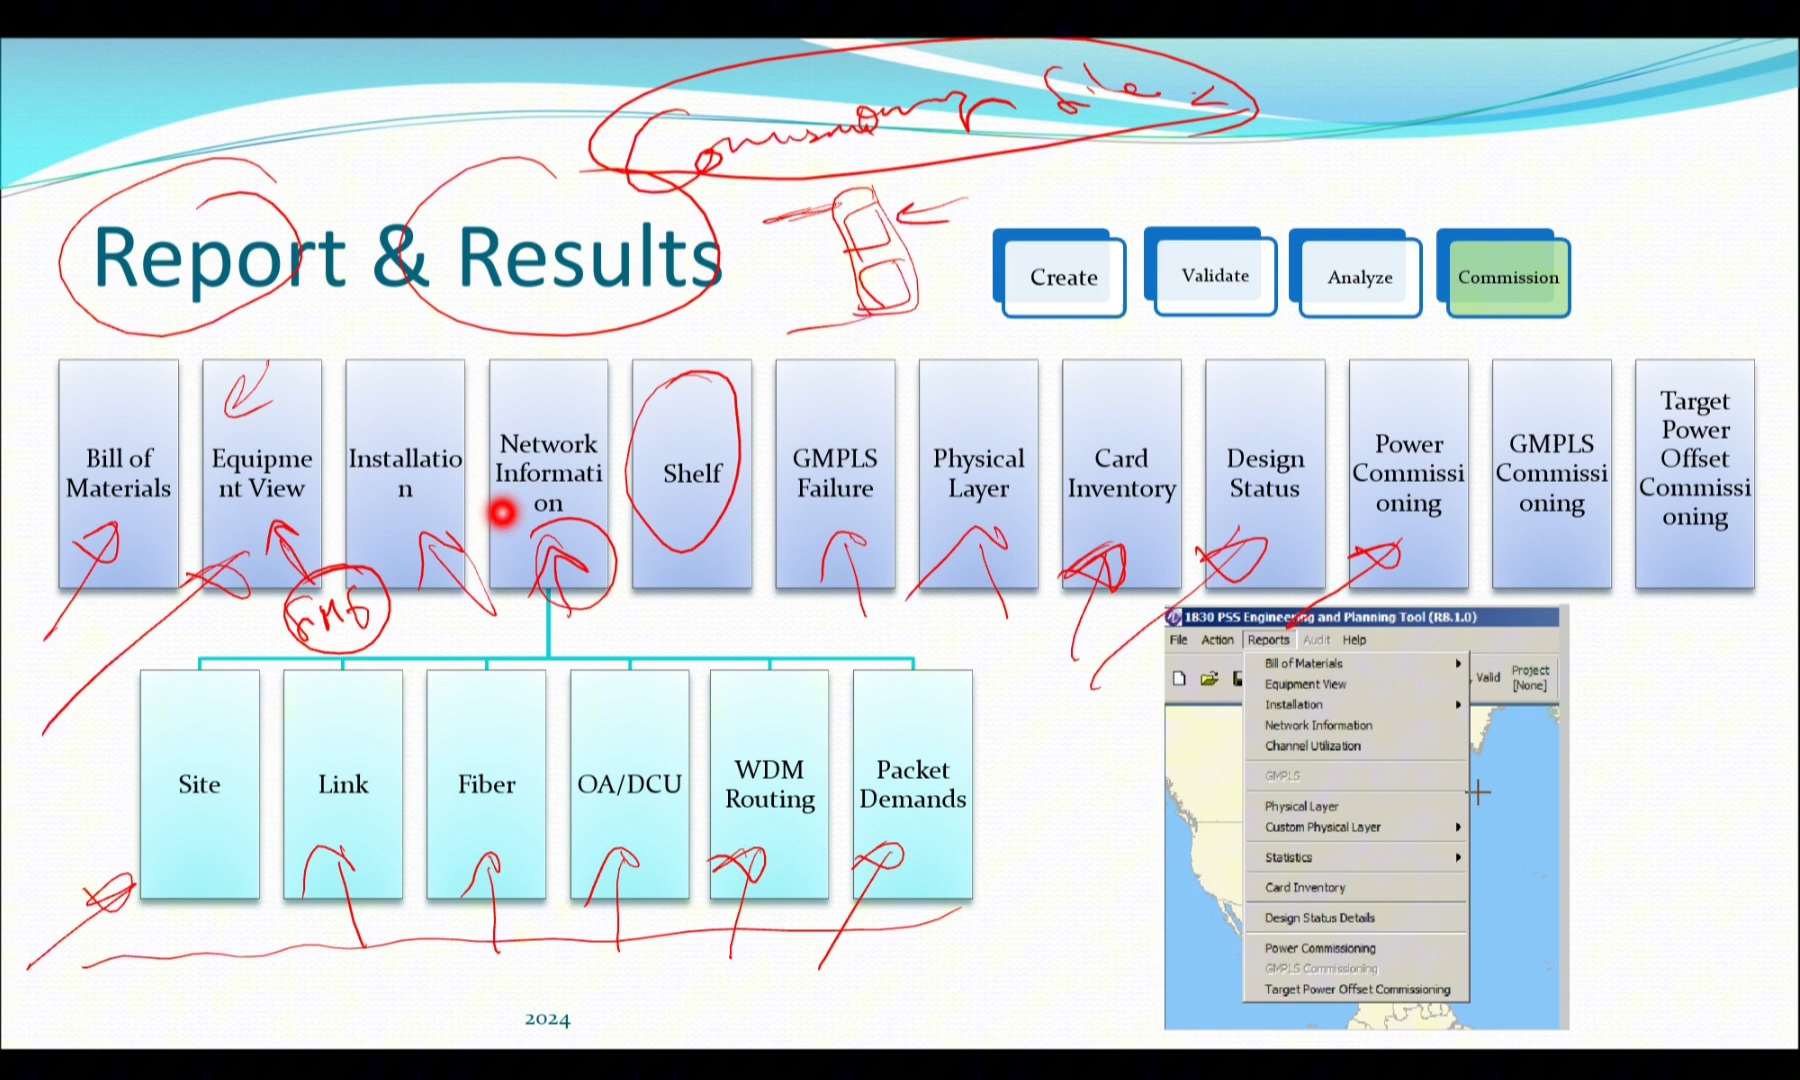 Report & Results
Create
Validate
Analyze
Commission
Bill of
Materials
Equipme
nt View
Installatio
n
Network
Informati
on
Shelf
GMPLS
Failure
Physical
Layer
Card
Inventory
Design
Status
Power
Commissi
oning
GMPLS
Commissi
oning
Target
Power
Offset
Commissi
oning
Site
Link
Fiber
OA/DCU
WDM
Routing
Packet
Demands
1830 PSS Engineering and Planning Tool (R8.1.0)
File Action Reports Audit Help
Valid
Project
[None]
Bill of Materials
Equipment View
Installation
Network Information
Channel Utilization
GMPLS
Physical Layer
Custom Physical Layer
Statistics
Card Inventory
Design Status Details
Power Commissioning
GMPLS Commissioning
Target Power Offset Commissioning
2024